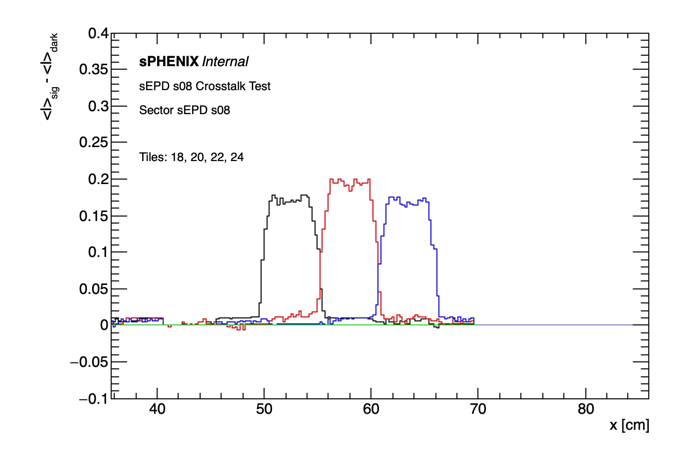 <I>sig - <I>dark
0.4
0.35
0.3
0.25
0.2
0.15
0.1
0.05
0
−0.05
−0.1
sPHENIX Internal
sEPD s08 Crosstalk Test
Sector sEPD s08
Tiles: 18, 20, 22, 24
40 50 60 70 80
x [cm]